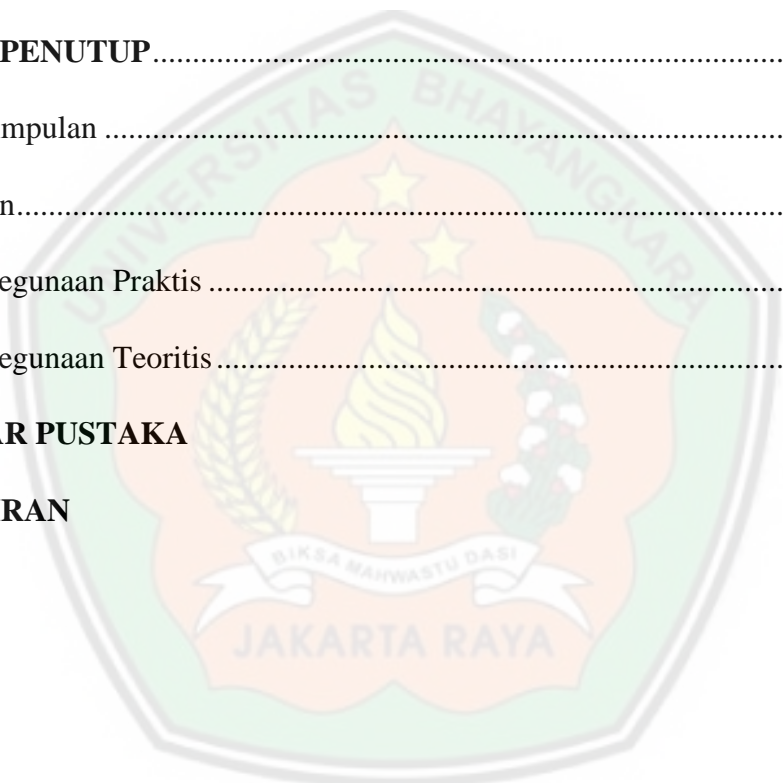 PENUTUP
mpulan
n
egunaan Praktis
egunaan Teoritis
AR PUSTAKA
RAN
UNIVERSITAS BHAYANGKARA
BIKSA MAHWASTU DASI
JAKARTA RAYA